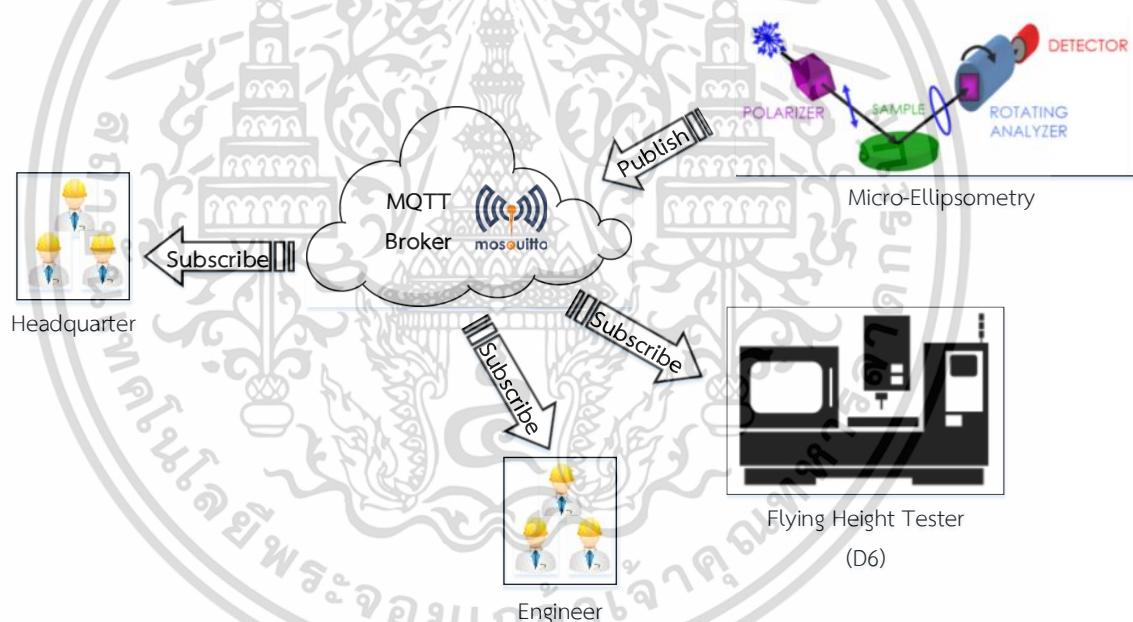 DETECTOR
POLARIZER
SAMPLE
ROTATING
ANALYZER
Micro-Ellipsometry
Publish
MQTT
Broker
mosquitto
Subscribe
Headquarter
Subscribe
Subscribe
Flying Height Tester
(D6)
Engineer